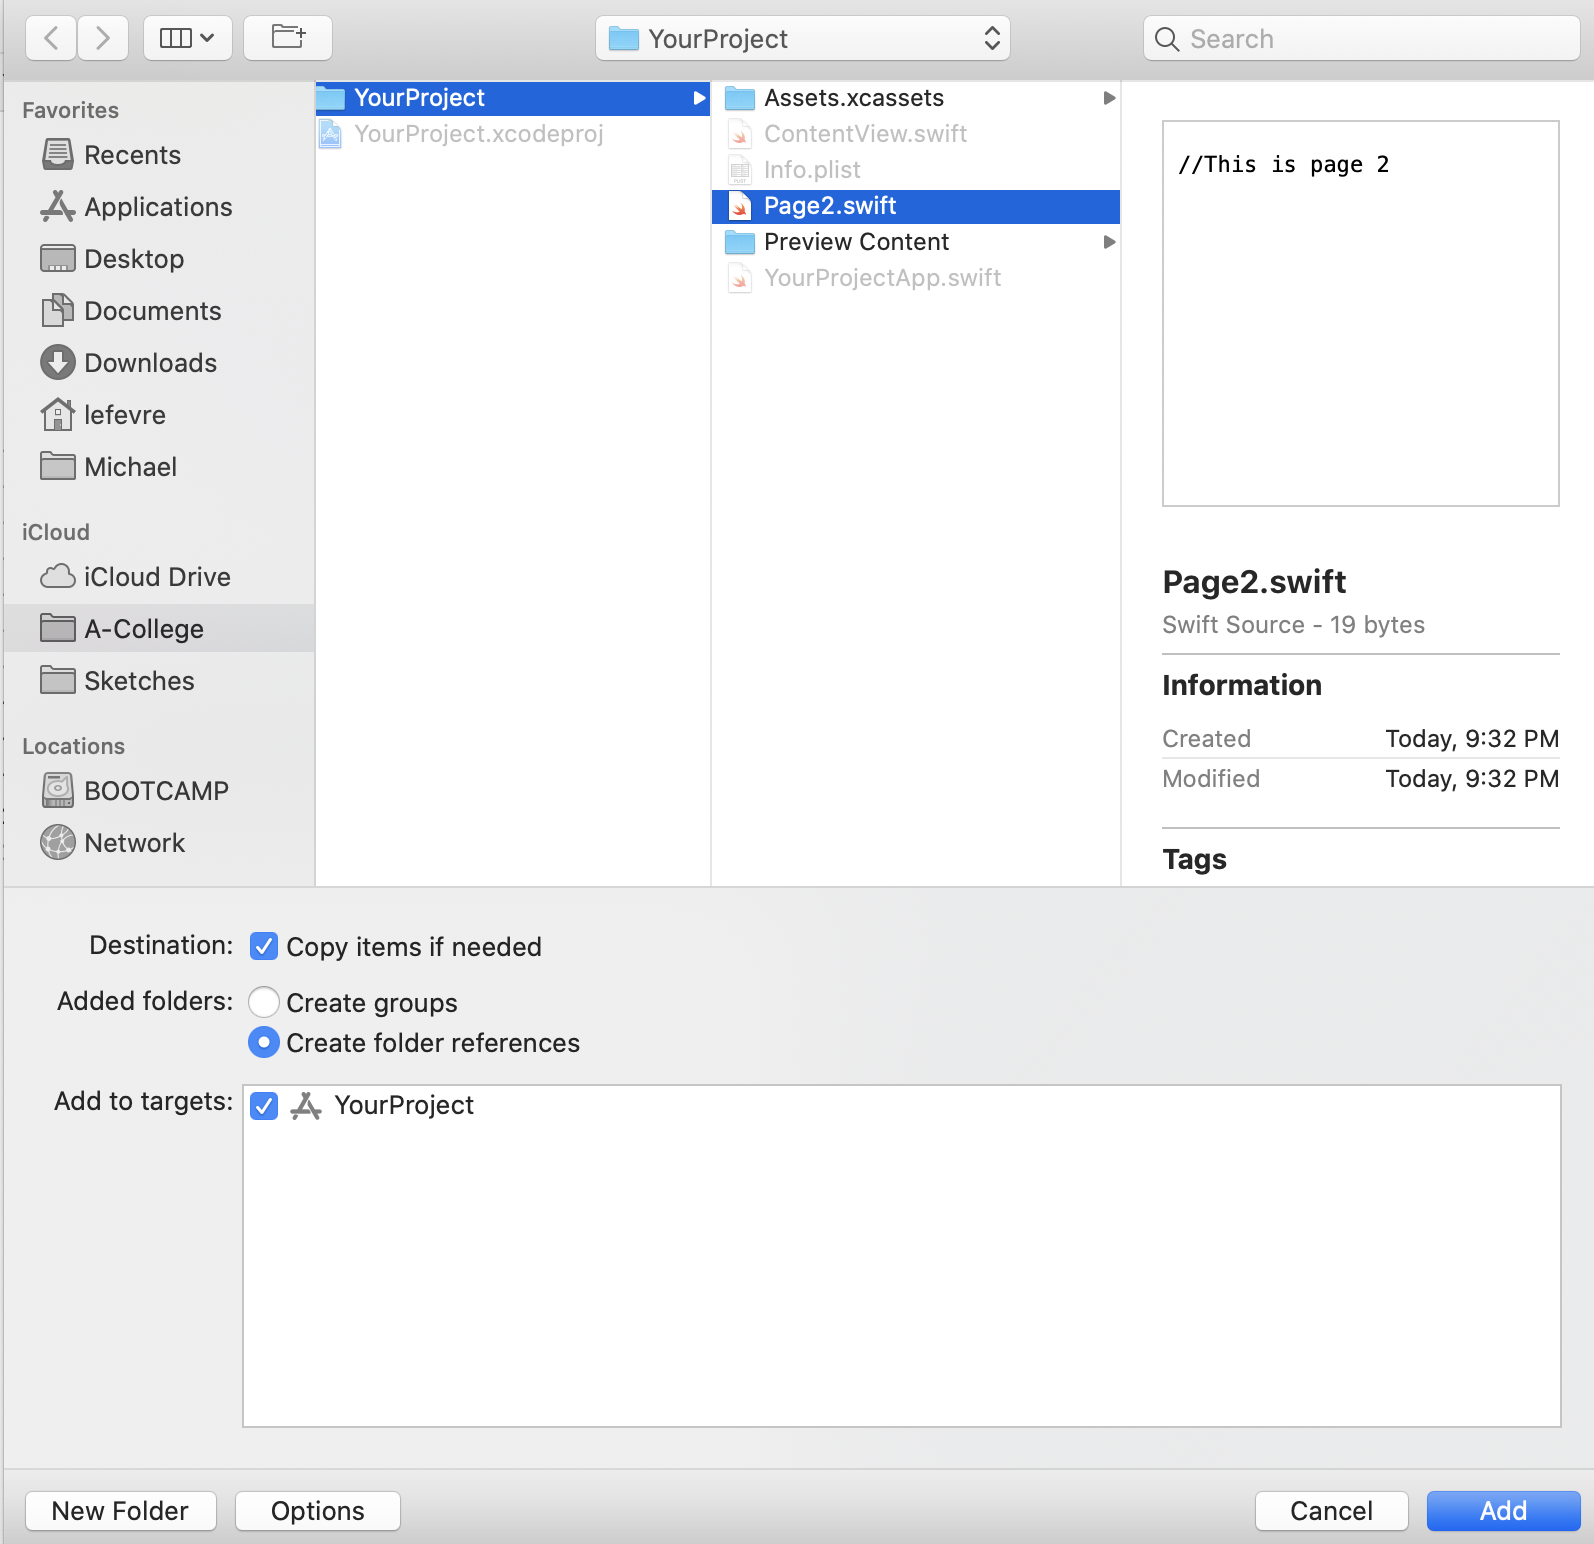 YourProject
Search
Favorites
Recents
Applications
Desktop
Documents
Downloads
lefevre
Michael
iCloud
iCloud Drive
A-College
Sketches
Locations
BOOTCAMP
Network
YourProject
YourProject.xcodeproj
Assets.xcassets
ContentView.swift
Info.plist
Page2.swift
Preview Content
YourProjectApp.swift
//This is page 2
Page2.swift
Swift Source - 19 bytes
Information
Created Today, 9:32 PM
Modified Today, 9:32 PM
Tags
Destination: Copy items if needed
Added folders: Create groups
Create folder references
Add to targets: YourProject
New Folder Options Cancel Add